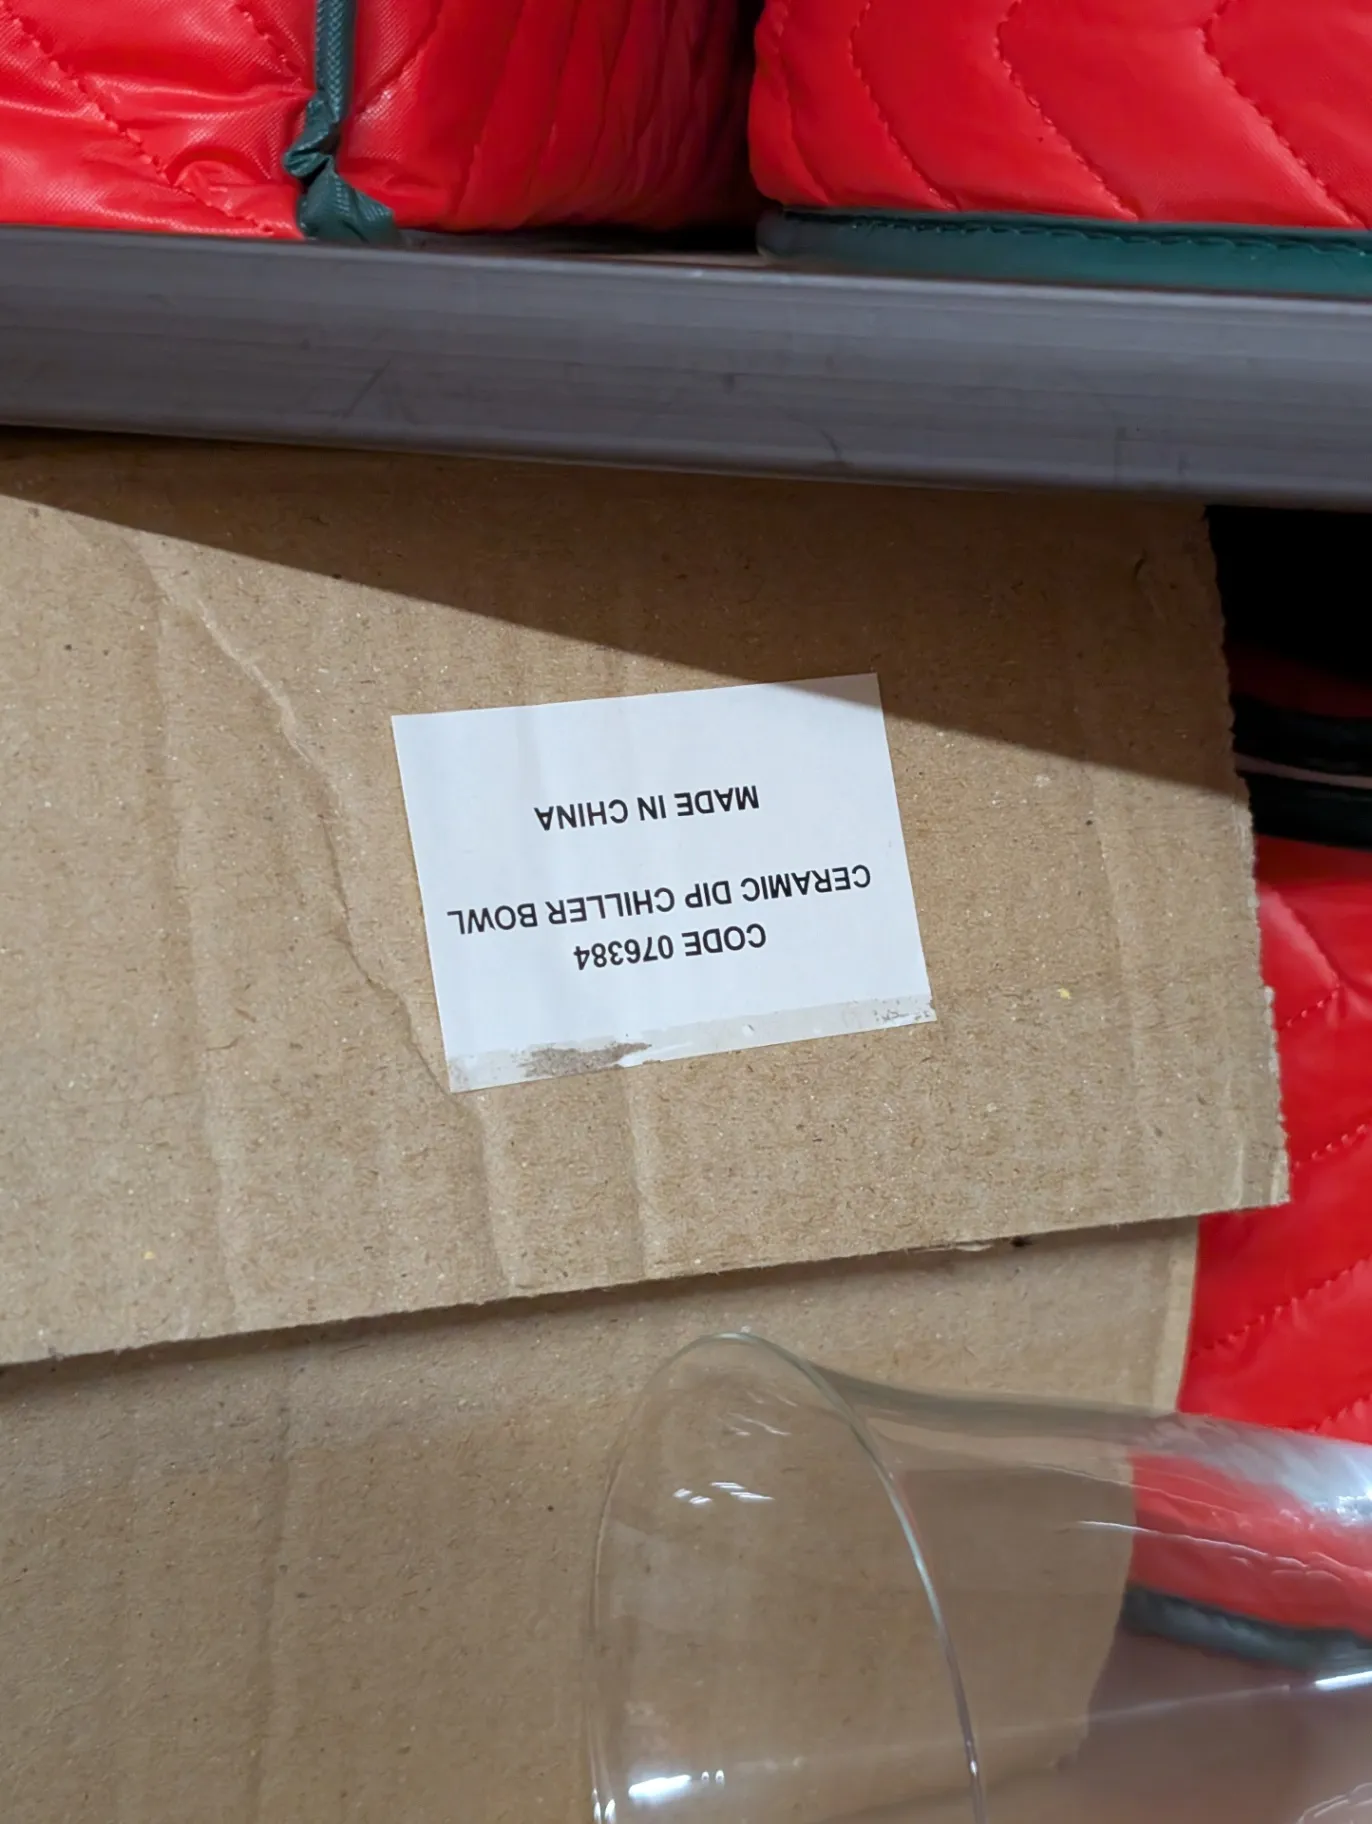 CODE 076384
CERAMIC DIP CHILLER BOWL
MADE IN CHINA